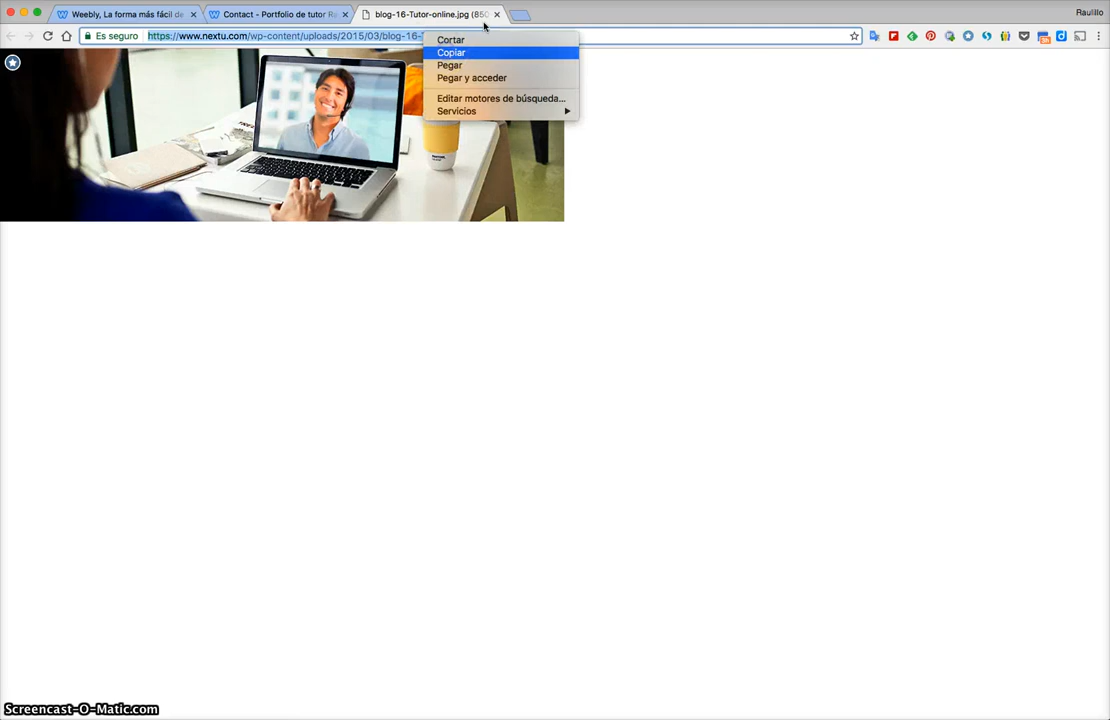 Weebly, La forma más fácil de
Contact - Portfolio de tutor Ra
blog-16-Tutor-online.jpg (850
Raulillo
Es seguro
https://www.nextu.com/wp-content/uploads/2015/03/blog-16-
Cortar
Copiar
Pegar
Pegar y acceder
Editar motores de búsqueda...
Servicios
Screencast-O-Matic.com